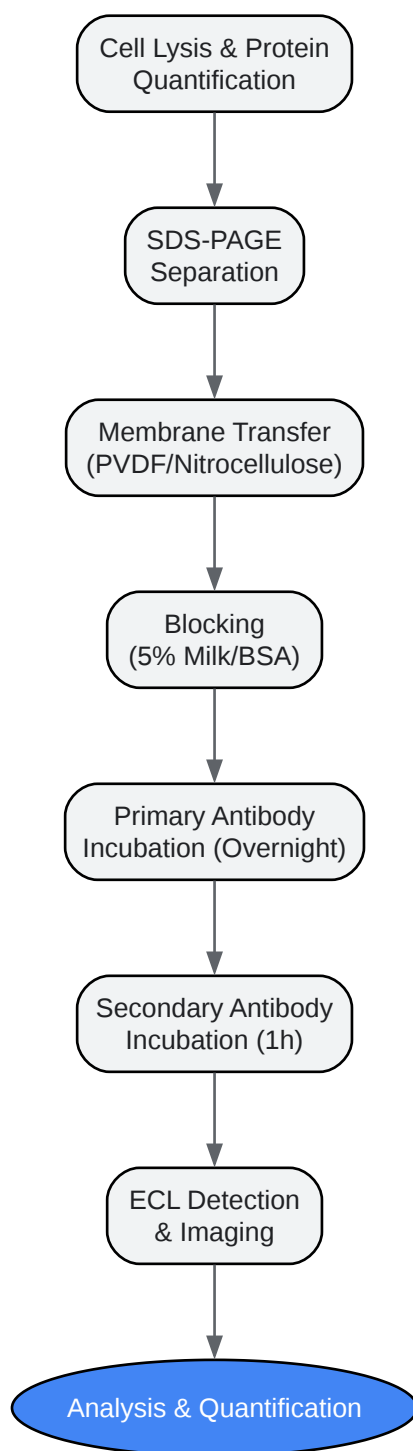 Cell Lysis & Protein
Quantification
SDS-PAGE
Separation
Membrane Transfer
(PVDF/Nitrocellulose)
Blocking
(5% Milk/BSA)
Primary Antibody
Incubation (Overnight)
Secondary Antibody
Incubation (1h)
ECL Detection
& Imaging
Analysis & Quantification